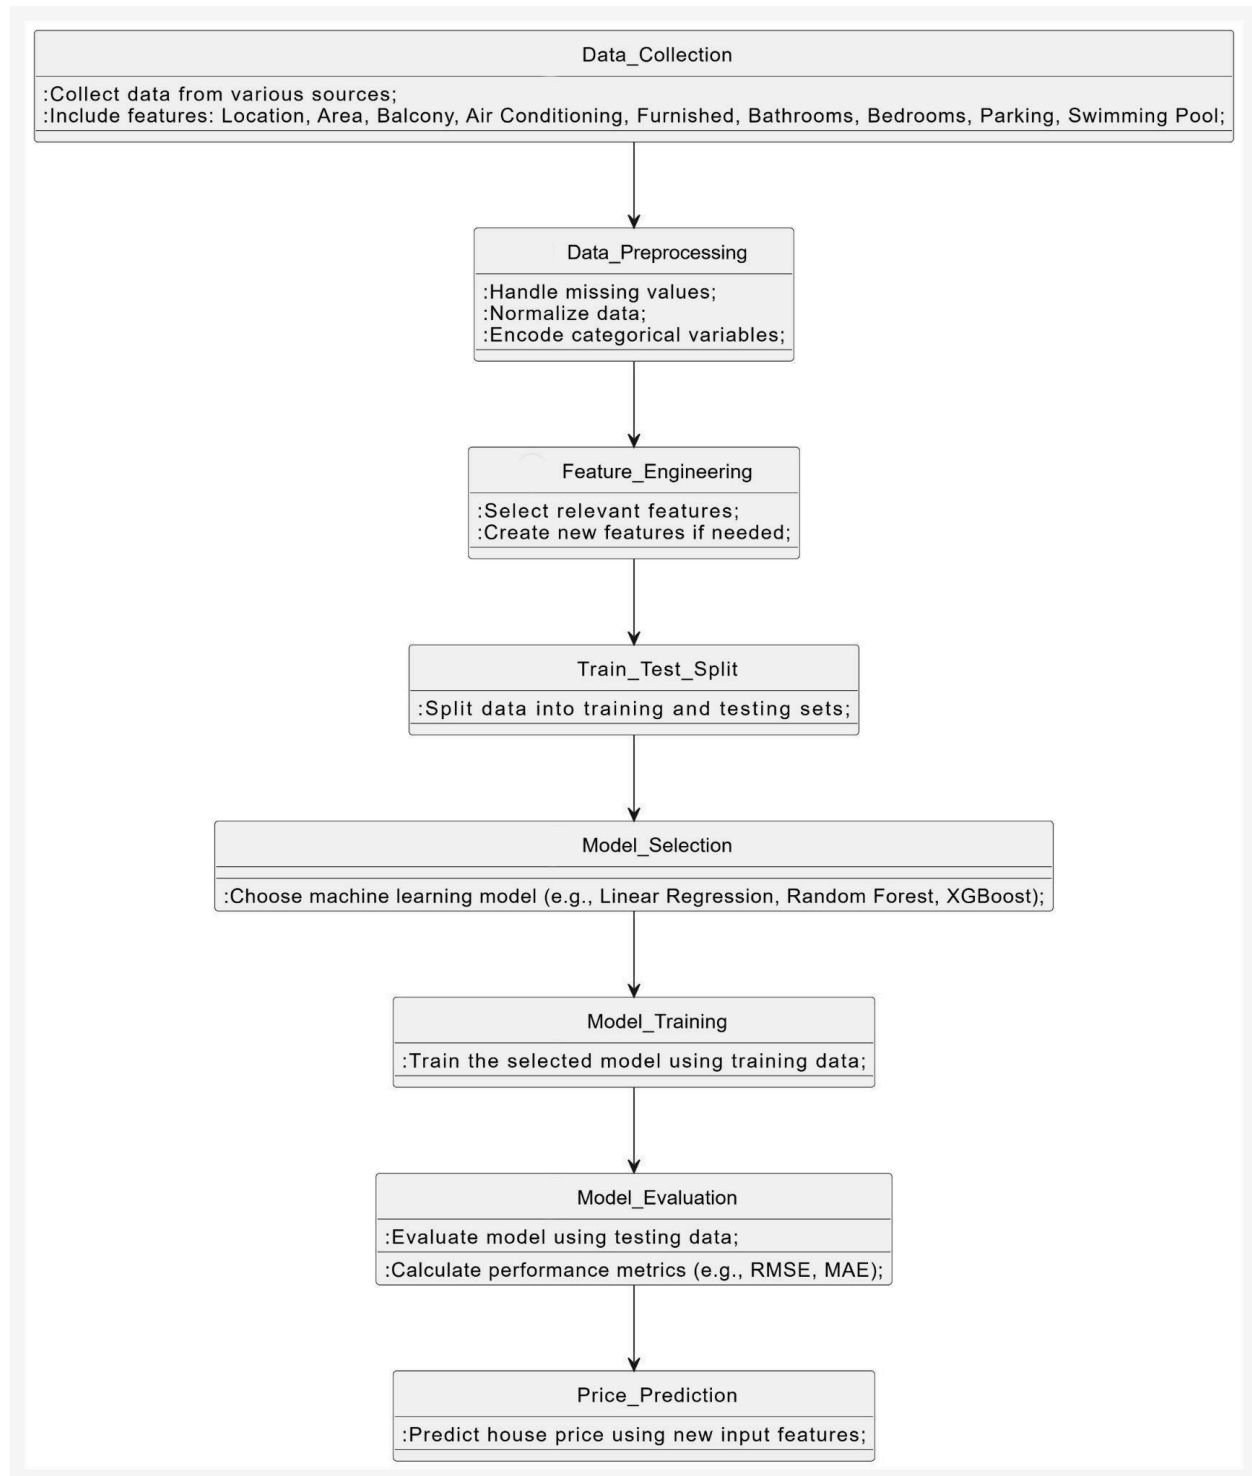 Data_Collection
:Collect data from various sources;
:Include features: Location, Area, Balcony, Air Conditioning, Furnished, Bathrooms, Bedrooms, Parking, Swimming Pool;
Data_Preprocessing
:Handle missing values;
:Normalize data;
:Encode categorical variables;
Feature_Engineering
:Select relevant features;
:Create new features if needed;
Train_Test_Split
:Split data into training and testing sets;
Model_Selection
:Choose machine learning model (e.g., Linear Regression, Random Forest, XGBoost);
Model_Training
:Train the selected model using training data;
Model_Evaluation
:Evaluate model using testing data;
:Calculate performance metrics (e.g., RMSE, MAE);
Price_Prediction
:Predict house price using new input features;